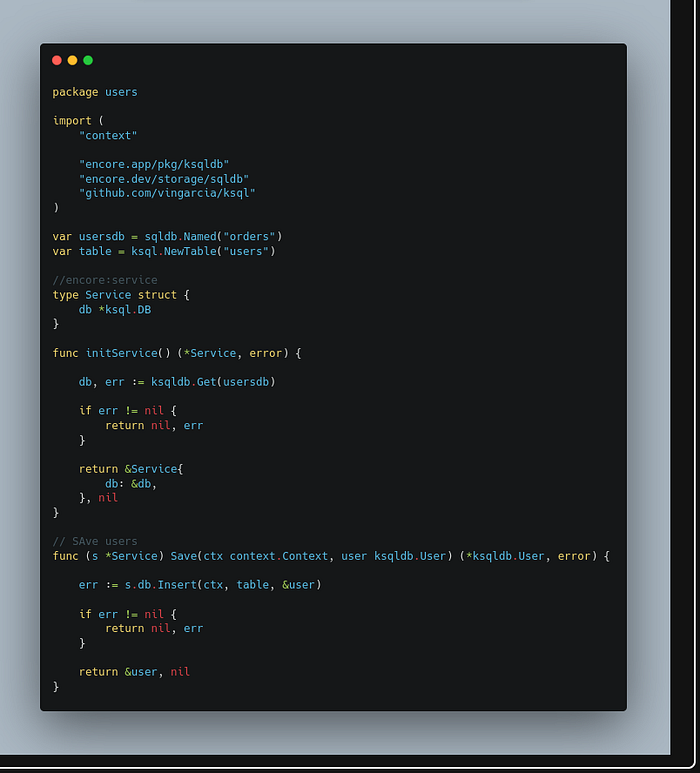 package users
import (
    "context"
    "encore.app/pkg/ksqldb"
    "encore.dev/storage/sqldb"
    "github.com/vingarcia/ksql"
)
var usersdb = sqldb.Named("orders")
var table = ksql.NewTable("users")
//encore:service
type Service struct {
    db *ksql.DB
}
func initService() (*Service, error) {
    db, err := ksqldb.Get(usersdb)
    if err != nil {
        return nil, err
    }
    return &Service{
        db: &db,
    }, nil
}
// SAve users
func (s *Service) Save(ctx context.Context, user ksqldb.User) (*ksqldb.User, error) {
    err := s.db.Insert(ctx, table, &user)
    if err != nil {
        return nil, err
    }
    return &user, nil
}